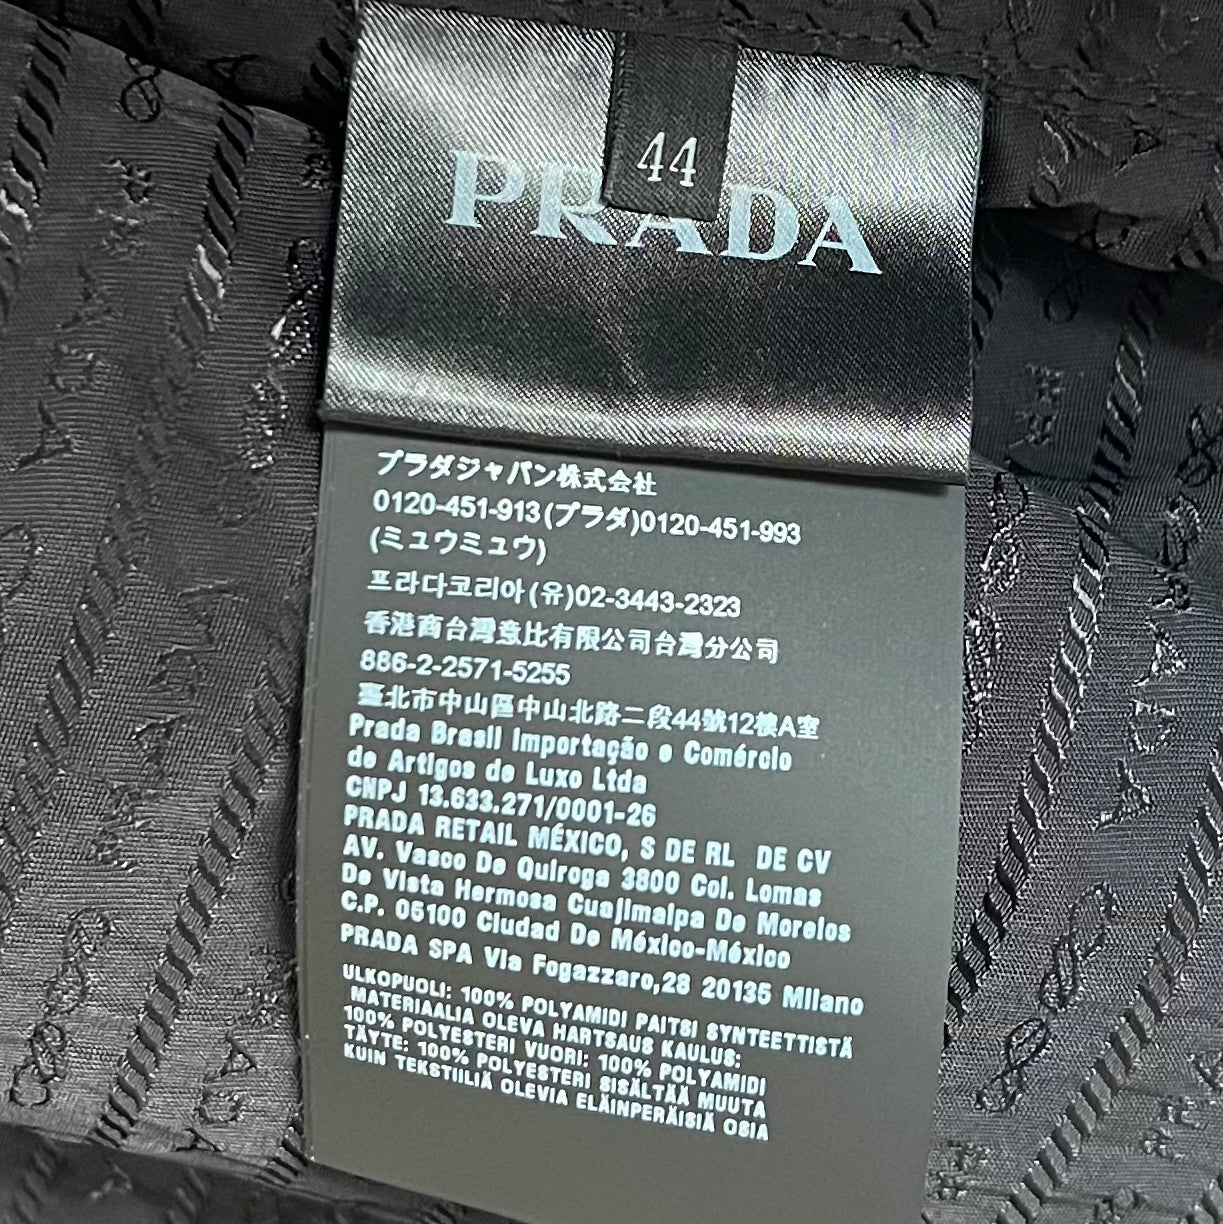 44
PRADA
プラダジャパン株式会社
0120-451-913(プラダ)0120-451-993
(ミュウミュウ)
프라다코리아(유)02-3443-2323
香港商台灣意比有限公司台灣分公司
886-2-2571-5255
臺北市中山區中山北路二段44號12樓A室
Prada Brasil Importação e Comércio
de Artigos de Luxo Ltda
CNPJ 13.633.271/0001-26
PRADA RETAIL MÉXICO, S DE RL DE CV
AV. Vasco De Quiroga 3800 Col. Lomas
De Vista Hermosa Cuajimalpa De Morelos
C.P. 05100 Ciudad De México-México
PRADA SPA Via Fogazzaro,28 20135 Milano
ULKOPUOLI: 100% POLYAMIDI PAITSI SYNTEETTISTÄ
MATERIAALIA OLEVA HARTSAUS KAULUS:
100% POLYESTERI VUORI: 100% POLYAMIDI
TÄYTE: 100% POLYESTERI SISÄLTÄÄ MUUTA
KUIN TEKSTIILIÄ OLEVIA ELÄINPERÄISIÄ OSIA